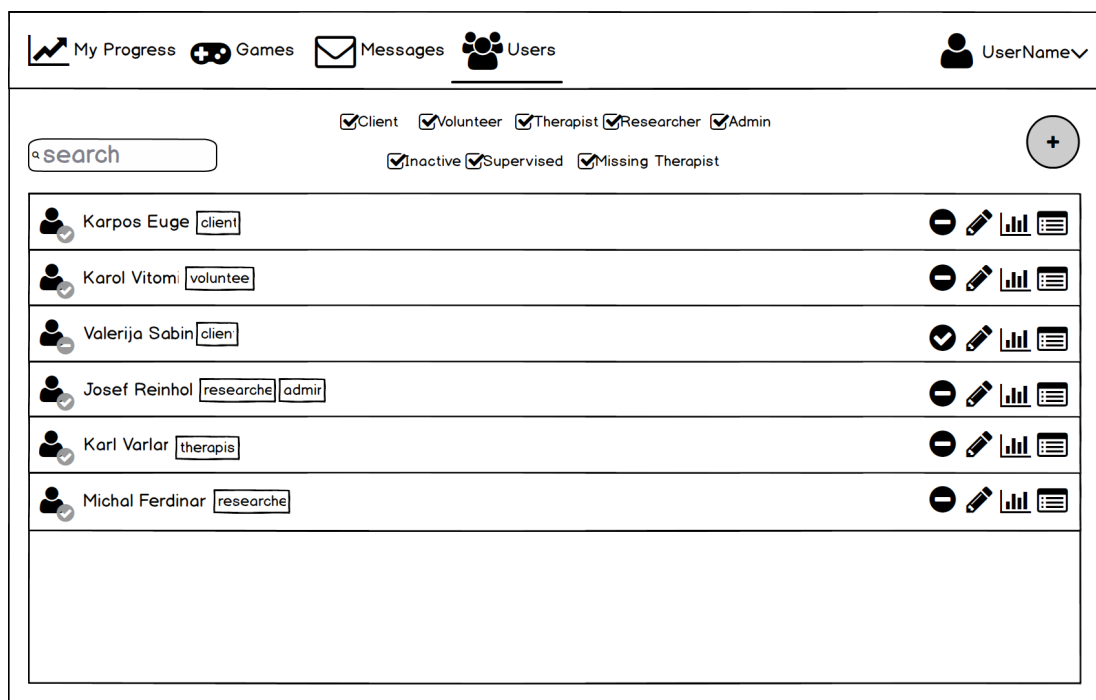 My Progress Games Messages Users UserName
Client Volunteer Therapist Researcher Admin
search
Inactive Supervised Missing Therapist
+
Karpos Euge client
Karol Vitomi voluntee
Valerija Sabin clien
Josef Reinhol researche admin
Karl Varlar therapis
Michal Ferdinar researche